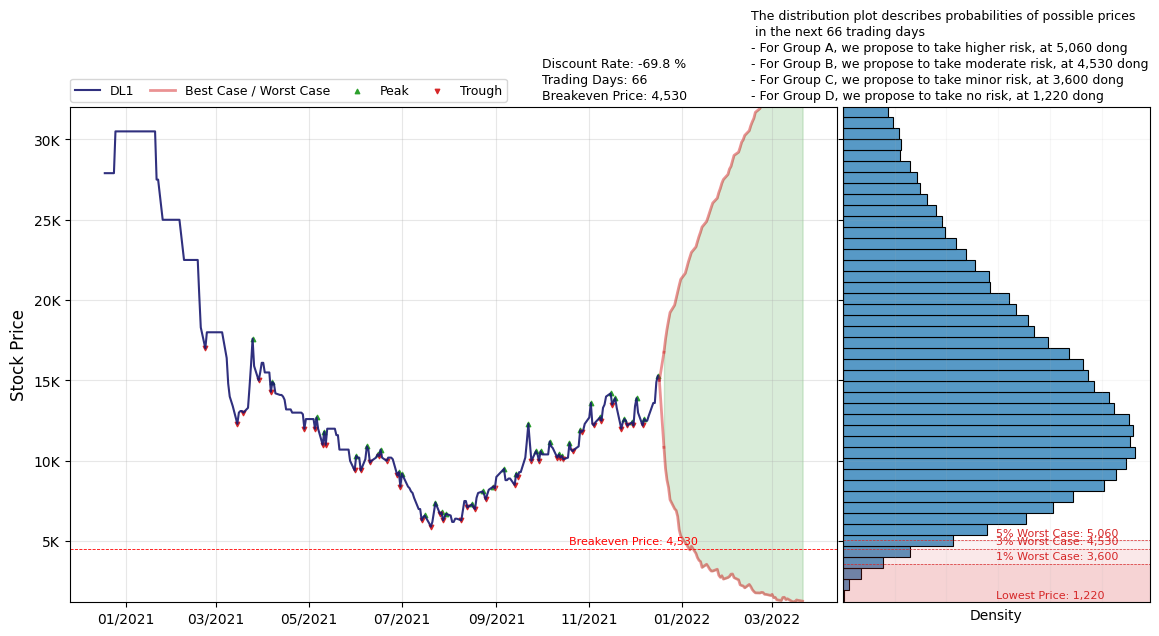 The distribution plot describes probabilities of possible prices
in the next 66 trading days
- For Group A, we propose to take higher risk, at 5,060 dong
- For Group B, we propose to take moderate risk, at 4,530 dong
- For Group C, we propose to take minor risk, at 3,600 dong
- For Group D, we propose to take no risk, at 1,220 dong
Discount Rate: -69.8 %
Trading Days: 66
Breakeven Price: 4,530
DL1
Best Case / Worst Case
Peak
Trough
Stock Price
30K
25K
20K
15K
10K
5K
Breakeven Price: 4,530
5% Worst Case: 5,060
3% Worst Case: 4,530
1% Worst Case: 3,600
Lowest Price: 1,220
01/2021
03/2021
05/2021
07/2021
09/2021
11/2021
01/2022
03/2022
Density